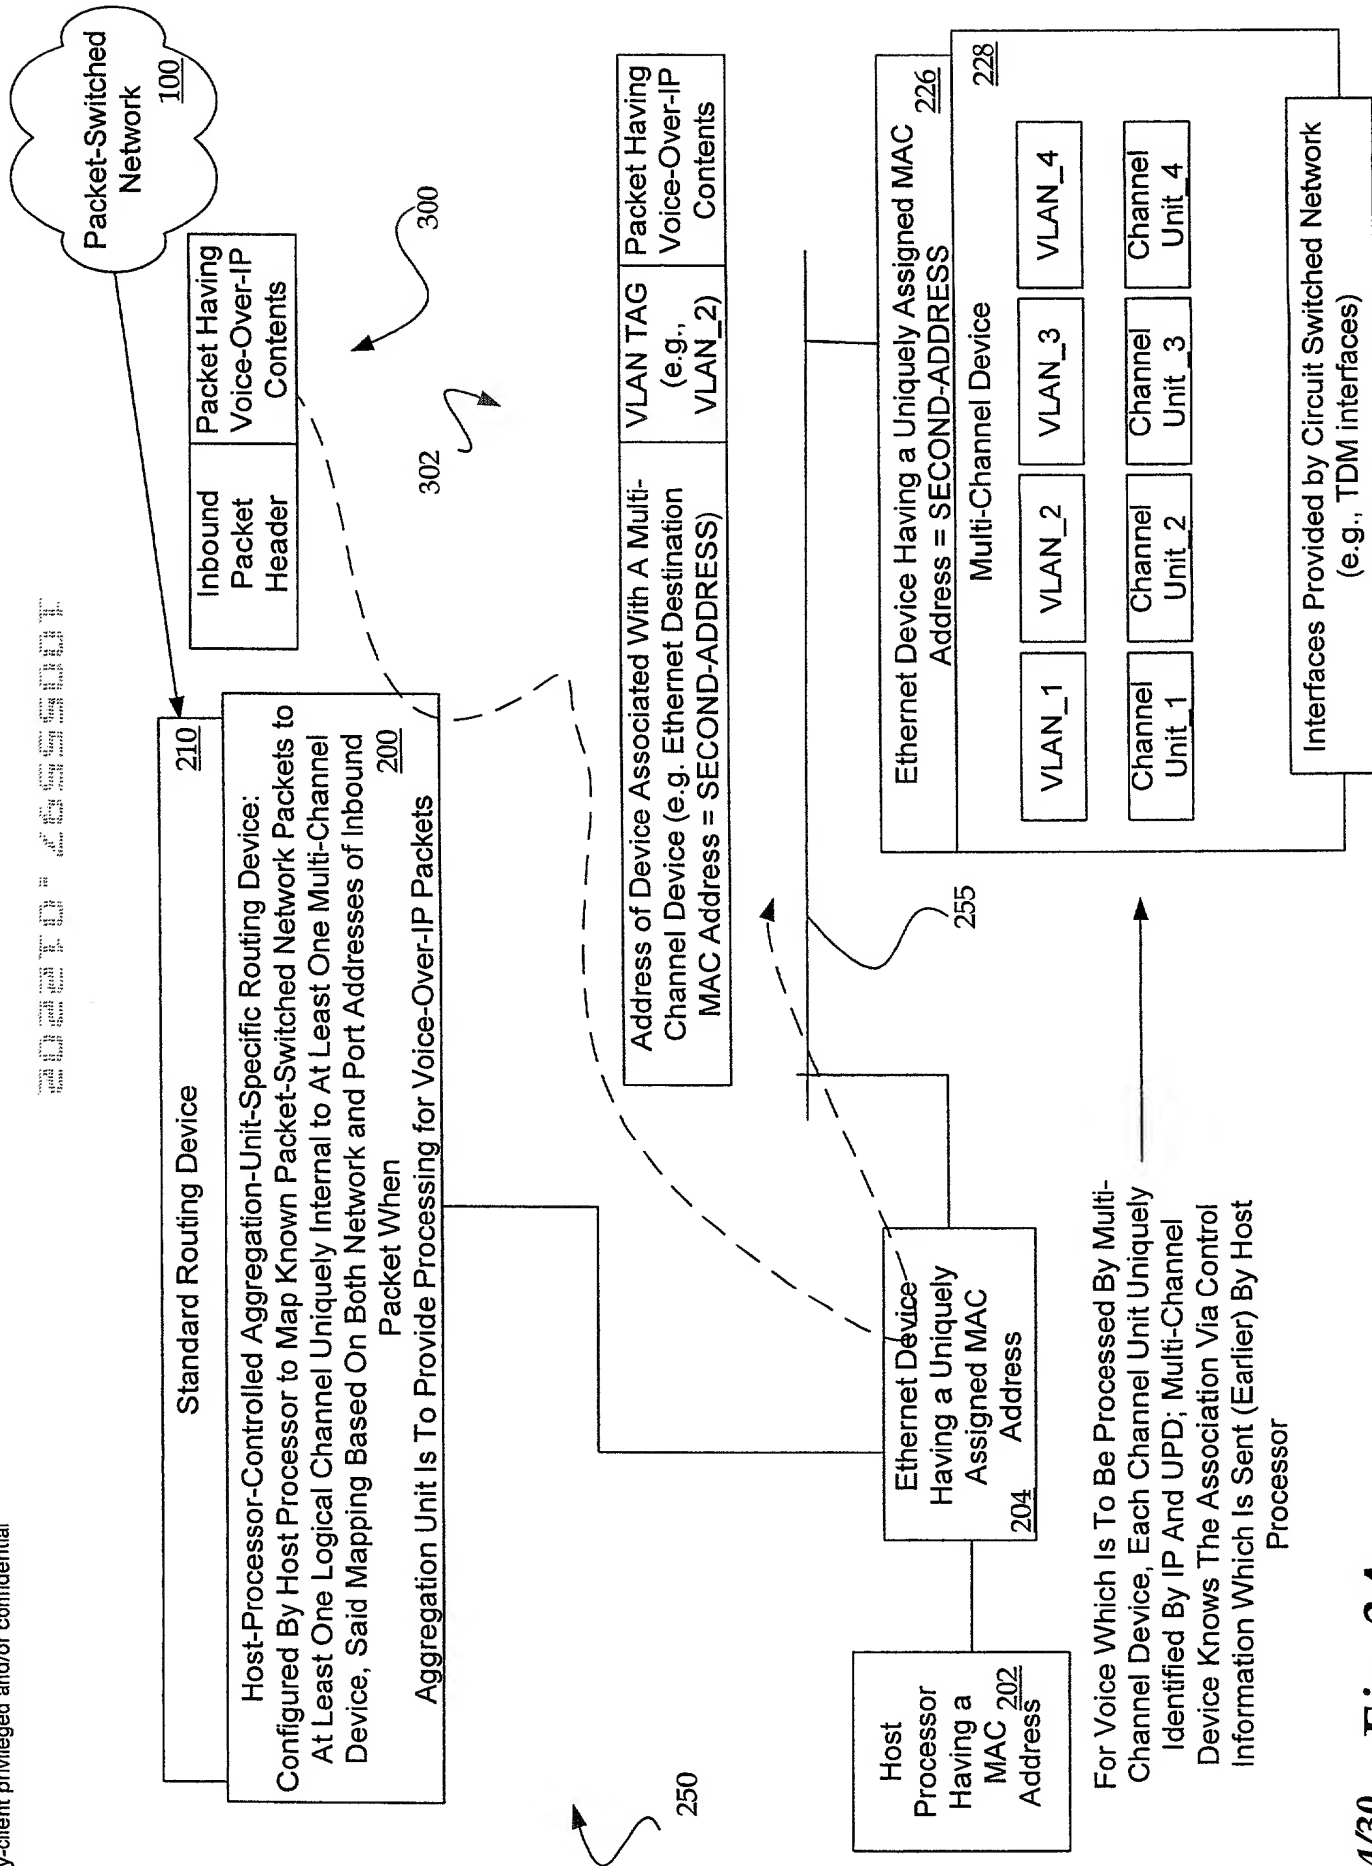 y-client privileged and/or confidential
10055597.012202
Packet-Switched
Network
100
Standard Routing Device
210
Host-Processor-Controlled Aggregation-Unit-Specific Routing Device:
Configured By Host Processor to Map Known Packet-Switched Network Packets to
At Least One Logical Channel Uniquely Internal to At Least One Multi-Channel
Device, Said Mapping Based On Both Network and Port Addresses of Inbound
Packet When
200
Aggregation Unit Is To Provide Processing for Voice-Over-IP Packets
Inbound
Packet
Header
Packet Having
Voice-Over-IP
Contents
300
302
250
Address of Device Associated With A Multi-
Channel Device (e.g. Ethernet Destination
MAC Address = SECOND-ADDRESS)
VLAN TAG
(e.g.,
VLAN_2)
Packet Having
Voice-Over-IP
Contents
255
Host
Processor
Having a
MAC 202
Address
Ethernet Device
Having a Uniquely
Assigned MAC
Address
204
Ethernet Device Having a Uniquely Assigned MAC
Address = SECOND-ADDRESS
226
Multi-Channel Device
228
VLAN_1
VLAN_2
VLAN_3
VLAN_4
Channel
Unit_1
Channel
Unit_2
Channel
Unit_3
Channel
Unit_4
Interfaces Provided by Circuit Switched Network
(e.g., TDM interfaces)
For Voice Which Is To Be Processed By Multi-
Channel Device, Each Channel Unit Uniquely
Identified By IP And UPD; Multi-Channel
Device Knows The Association Via Control
Information Which Is Sent (Earlier) By Host
Processor